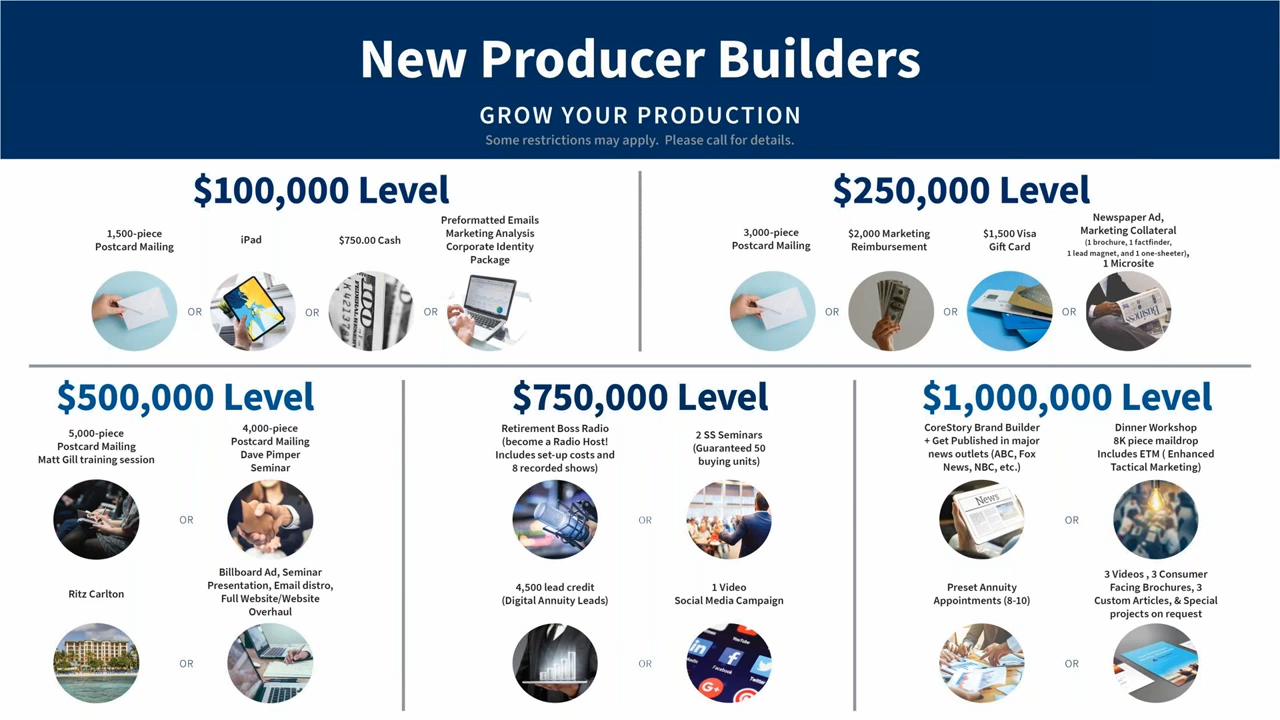 New Producer Builders
GROW YOUR PRODUCTION
Some restrictions may apply.  Please call for details.
$100,000 Level
1,500-piece
Postcard Mailing
iPad
$750.00 Cash
Preformatted Emails
Marketing Analysis
Corporate Identity
Package
OR
OR
OR
$250,000 Level
3,000-piece
Postcard Mailing
$2,000 Marketing
Reimbursement
$1,500 Visa
Gift Card
Newspaper Ad,
Marketing Collateral
(1 brochure, 1 factfinder,
1 lead magnet, and 1 one-sheeter),
1 Microsite
OR
OR
OR
Business
$500,000 Level
5,000-piece
Postcard Mailing
Matt Gill training session
OR
4,000-piece
Postcard Mailing
Dave Pimper
Seminar
Ritz Carlton
OR
Billboard Ad, Seminar
Presentation, Email distro,
Full Website/Website
Overhaul
$750,000 Level
Retirement Boss Radio
(become a Radio Host!
Includes set-up costs and
8 recorded shows)
OR
2 SS Seminars
(Guaranteed 50
buying units)
4,500 lead credit
(Digital Annuity Leads)
OR
1 Video
Social Media Campaign
YouTube
Facebook
$1,000,000 Level
CoreStory Brand Builder
+ Get Published in major
news outlets (ABC, Fox
News, NBC, etc.)
News
OR
Dinner Workshop
8K piece maildrop
Includes ETM ( Enhanced
Tactical Marketing)
Preset Annuity
Appointments (8-10)
OR
3 Videos , 3 Consumer
Facing Brochures, 3
Custom Articles, & Special
projects on request